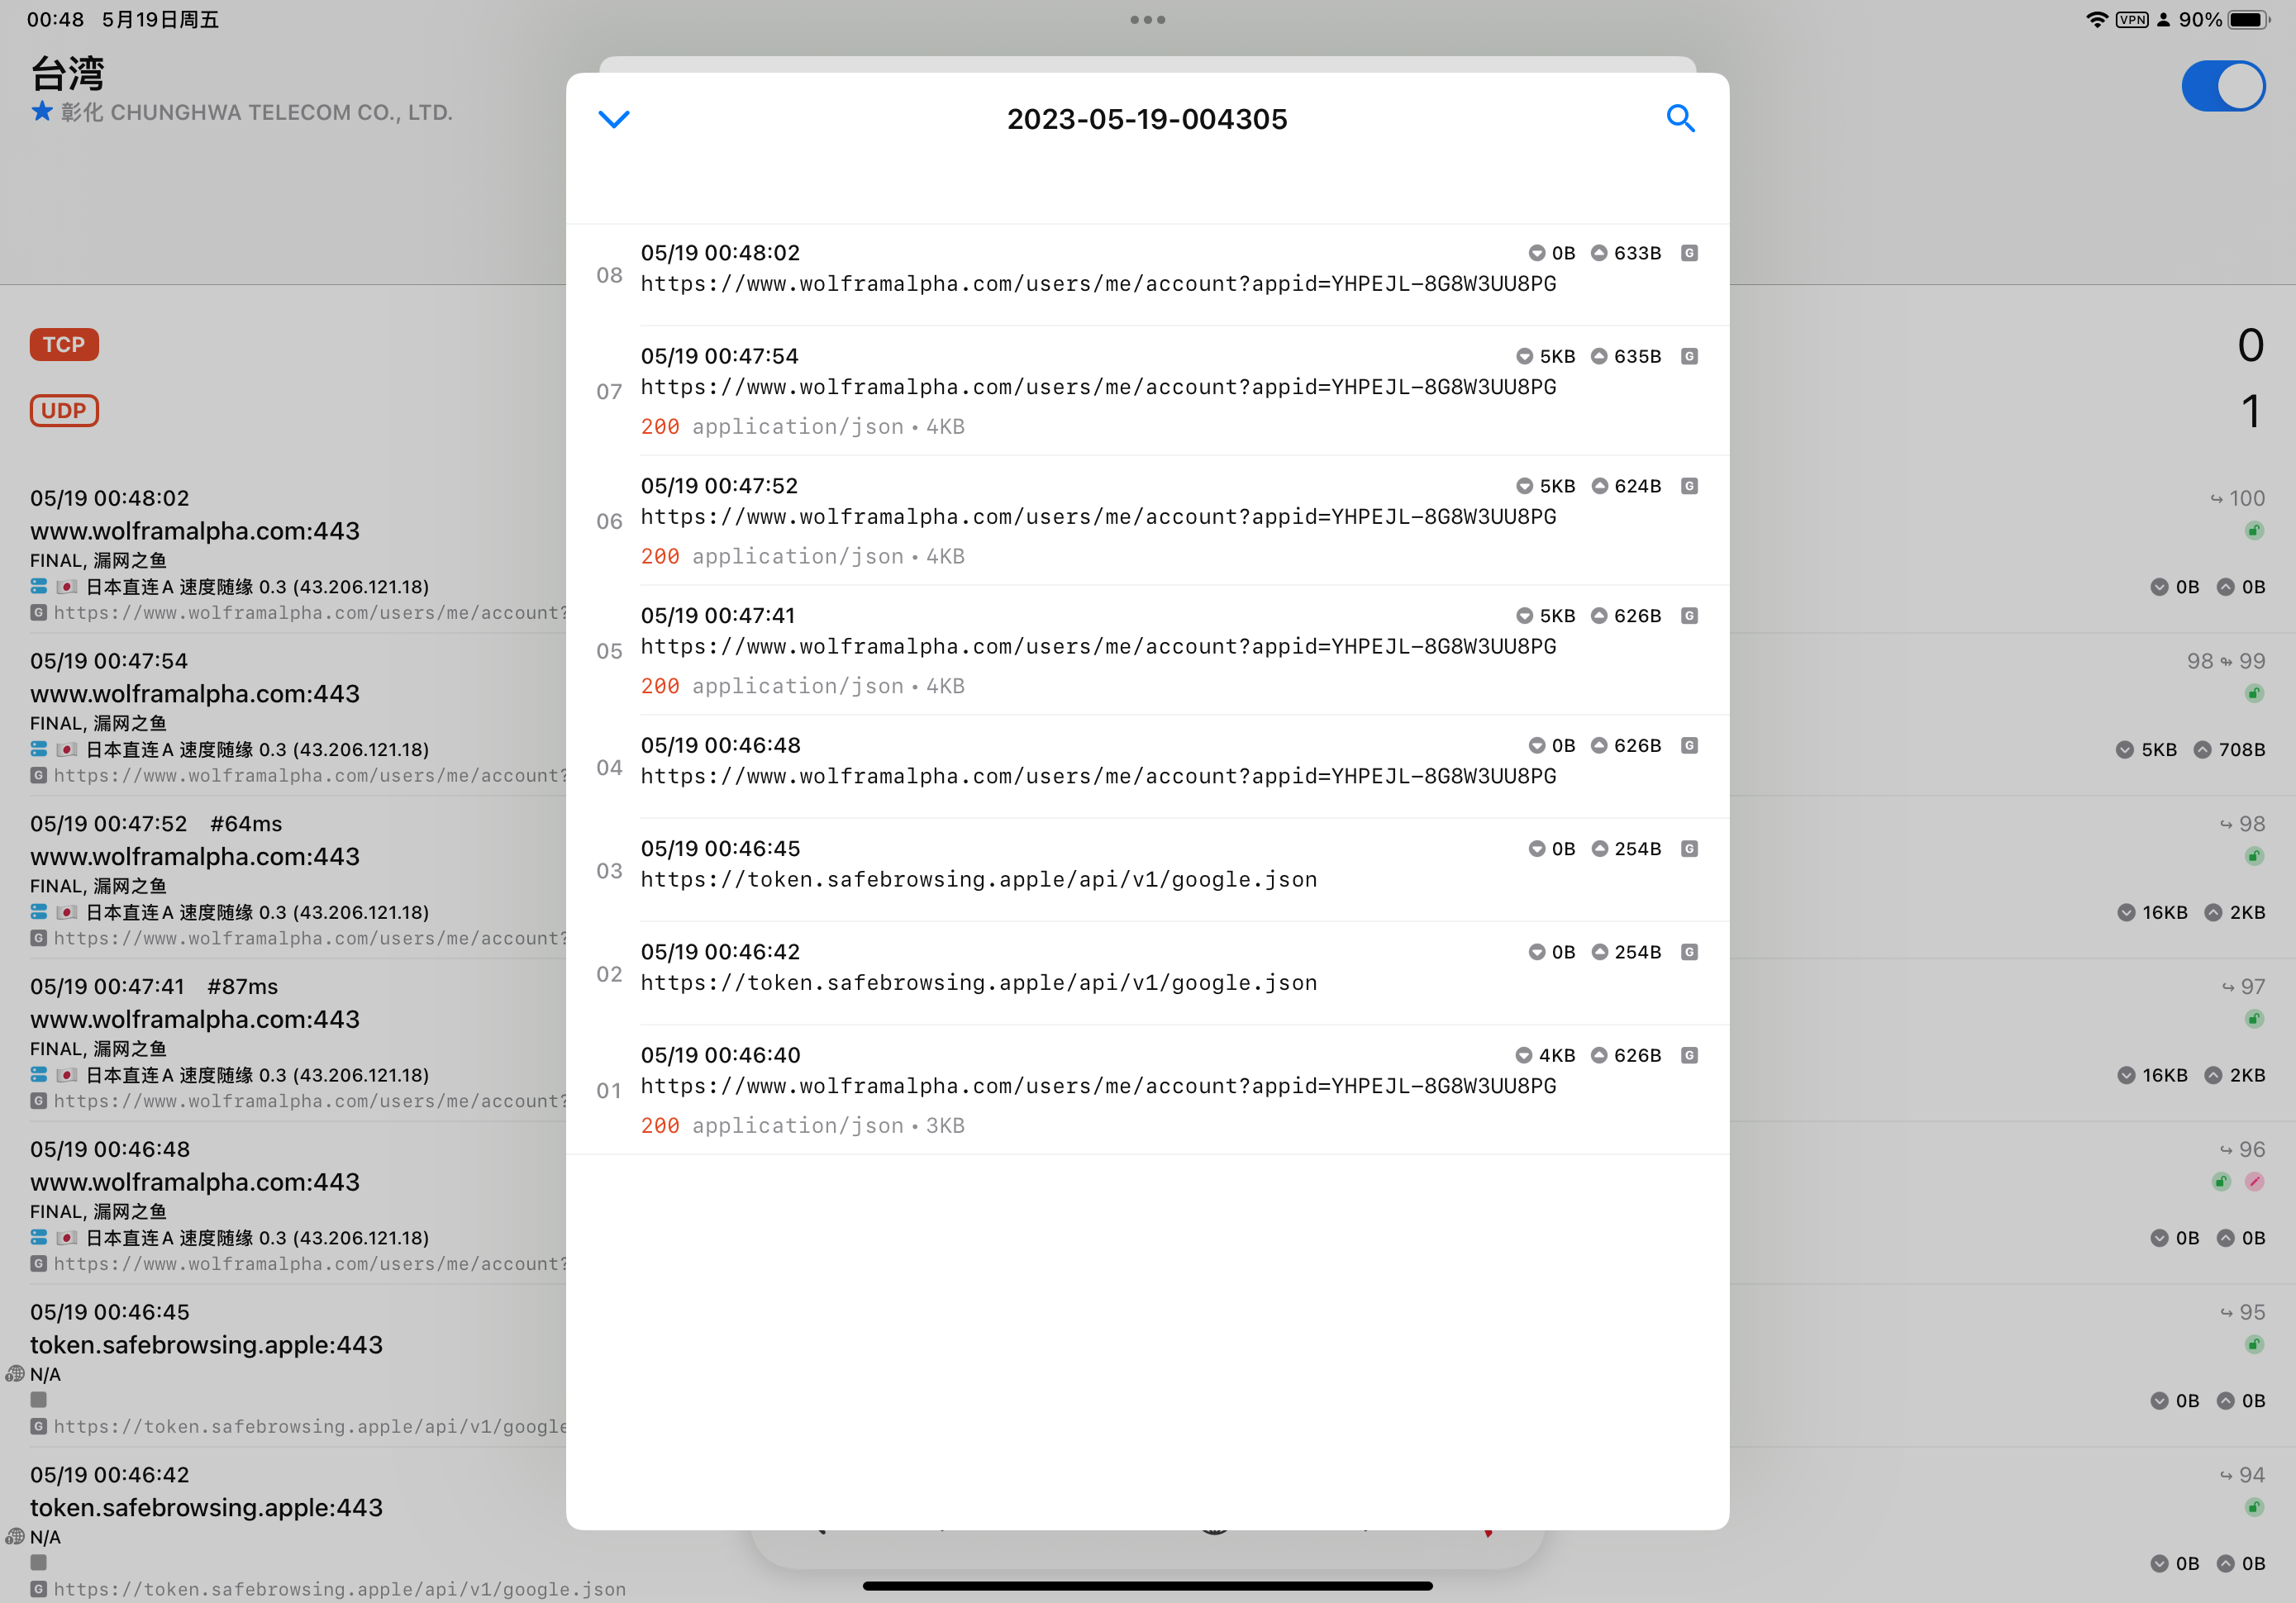 00:48 5月19日周五
VPN 90%
台湾
彰化 CHUNGHWA TELECOM CO., LTD.
TCP 0
UDP 1
05/19 00:48:02 100
www.wolframalpha.com:443
FINAL, 漏网之鱼
日本直连A 速度随缘 0.3 (43.206.121.18) 0B 0B
G https://www.wolframalpha.com/users/me/account?
05/19 00:47:54 98 99
www.wolframalpha.com:443
FINAL, 漏网之鱼
日本直连A 速度随缘 0.3 (43.206.121.18) 5KB 708B
G https://www.wolframalpha.com/users/me/account?
05/19 00:47:52 #64ms 98
www.wolframalpha.com:443
FINAL, 漏网之鱼
日本直连A 速度随缘 0.3 (43.206.121.18) 16KB 2KB
G https://www.wolframalpha.com/users/me/account?
05/19 00:47:41 #87ms 97
www.wolframalpha.com:443
FINAL, 漏网之鱼
日本直连A 速度随缘 0.3 (43.206.121.18) 16KB 2KB
G https://www.wolframalpha.com/users/me/account?
05/19 00:46:48 96
www.wolframalpha.com:443
FINAL, 漏网之鱼
日本直连A 速度随缘 0.3 (43.206.121.18) 0B 0B
G https://www.wolframalpha.com/users/me/account?
05/19 00:46:45 95
token.safebrowsing.apple:443
N/A
0B 0B
G https://token.safebrowsing.apple/api/v1/google
05/19 00:46:42 94
token.safebrowsing.apple:443
N/A
0B 0B
G https://token.safebrowsing.apple/api/v1/google.json
2023-05-19-004305
08 05/19 00:48:02 0B 633B G
https://www.wolframalpha.com/users/me/account?appid=YHPEJL-8G8W3UU8PG
07 05/19 00:47:54 5KB 635B G
https://www.wolframalpha.com/users/me/account?appid=YHPEJL-8G8W3UU8PG
200 application/json • 4KB
06 05/19 00:47:52 5KB 624B G
https://www.wolframalpha.com/users/me/account?appid=YHPEJL-8G8W3UU8PG
200 application/json • 4KB
05 05/19 00:47:41 5KB 626B G
https://www.wolframalpha.com/users/me/account?appid=YHPEJL-8G8W3UU8PG
200 application/json • 4KB
04 05/19 00:46:48 0B 626B G
https://www.wolframalpha.com/users/me/account?appid=YHPEJL-8G8W3UU8PG
03 05/19 00:46:45 0B 254B G
https://token.safebrowsing.apple/api/v1/google.json
02 05/19 00:46:42 0B 254B G
https://token.safebrowsing.apple/api/v1/google.json
01 05/19 00:46:40 4KB 626B G
https://www.wolframalpha.com/users/me/account?appid=YHPEJL-8G8W3UU8PG
200 application/json • 3KB